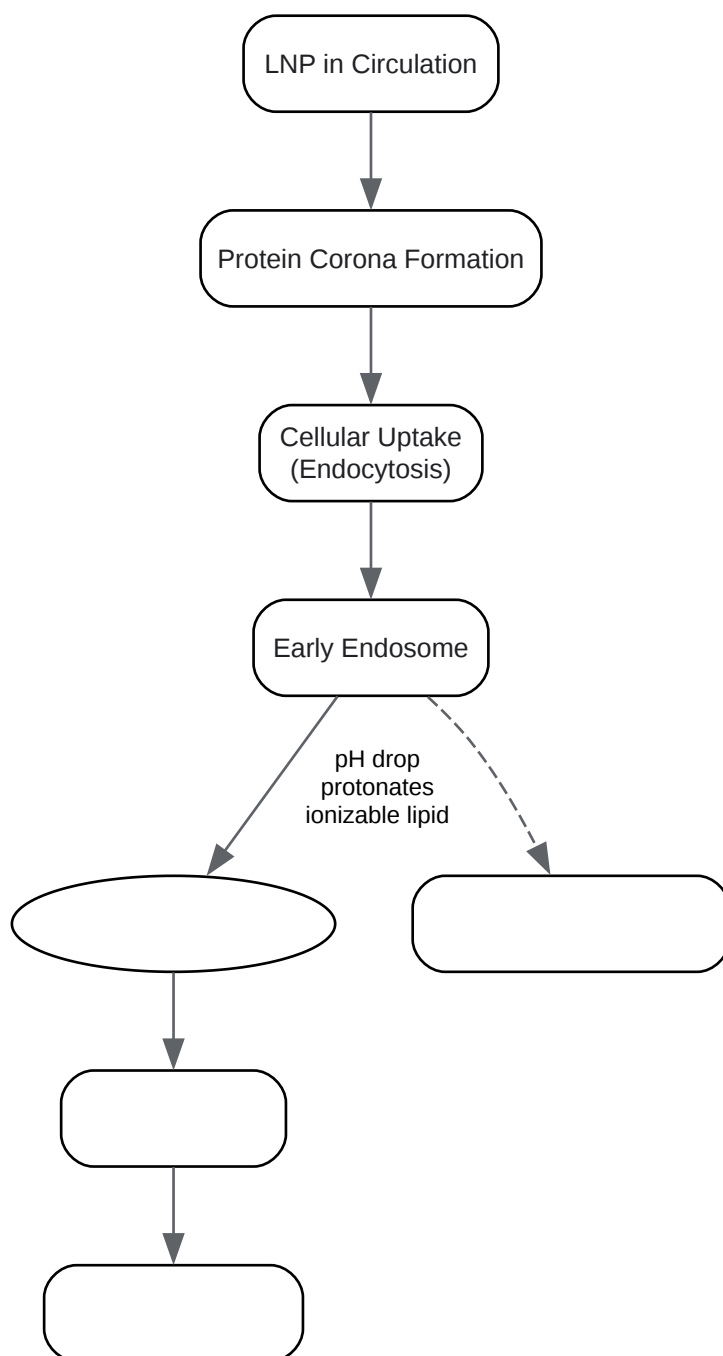 LNP in Circulation
Protein Corona Formation
Cellular Uptake
(Endocytosis)
Early Endosome
pH drop
protonates
ionizable lipid